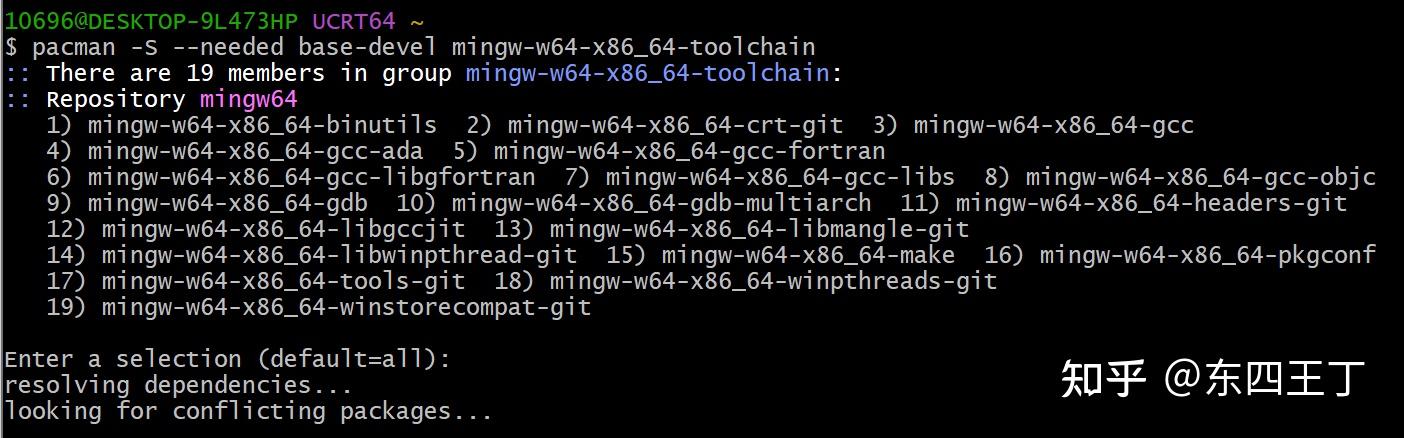 10696@DESKTOP-9L473HP UCRT64 ~
$ pacman -S --needed base-devel mingw-w64-x86_64-toolchain
:: There are 19 members in group mingw-w64-x86_64-toolchain:
:: Repository mingw64
   1) mingw-w64-x86_64-binutils  2) mingw-w64-x86_64-crt-git  3) mingw-w64-x86_64-gcc
   4) mingw-w64-x86_64-gcc-ada  5) mingw-w64-x86_64-gcc-fortran
   6) mingw-w64-x86_64-gcc-libgfortran  7) mingw-w64-x86_64-gcc-libs  8) mingw-w64-x86_64-gcc-objc
   9) mingw-w64-x86_64-gdb  10) mingw-w64-x86_64-gdb-multiarch  11) mingw-w64-x86_64-headers-git
   12) mingw-w64-x86_64-libgccjit  13) mingw-w64-x86_64-libmangle-git
   14) mingw-w64-x86_64-libwinpthread-git  15) mingw-w64-x86_64-make  16) mingw-w64-x86_64-pkgconf
   17) mingw-w64-x86_64-tools-git  18) mingw-w64-x86_64-winpthreads-git
   19) mingw-w64-x86_64-winstorecompat-git
Enter a selection (default=all):
resolving dependencies...
looking for conflicting packages...
知乎 @东四王丁